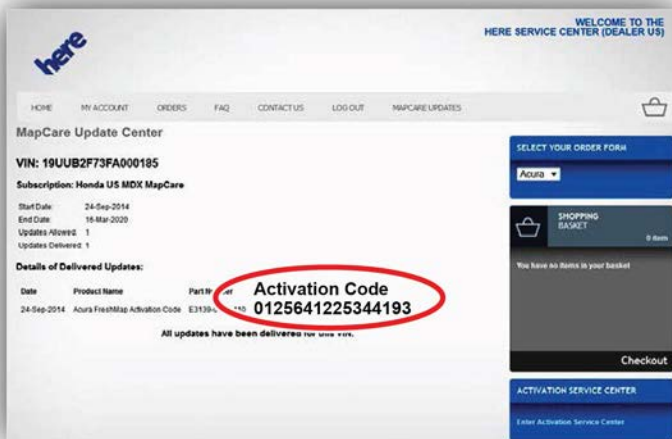 WELCOME TO THE
HERE SERVICE CENTER (DEALER US)
here
HOME MY ACCOUNT ORDERS FAQ CONTACT US LOG OUT MAPCARE UPDATES
MapCare Update Center
VIN: 19UUB2F73FA000185
Subscription: Honda US MDX MapCare
Start Date: 24-Sep-2014
End Date: 16-Mar-2020
Updates Allowed: 1
Updates Delivered: 1
Details of Delivered Updates:
Date Product Name Activation Code
24-Sep-2014 Acura FreshMap Activation Code 0125641225344193
All updates have been delivered for this VIN.
SELECT YOUR ORDER FORM
Acura
SHOPPING
BASKET
0 item
You have no items in your basket
Checkout
ACTIVATION SERVICE CENTER
Enter Activation Service Center